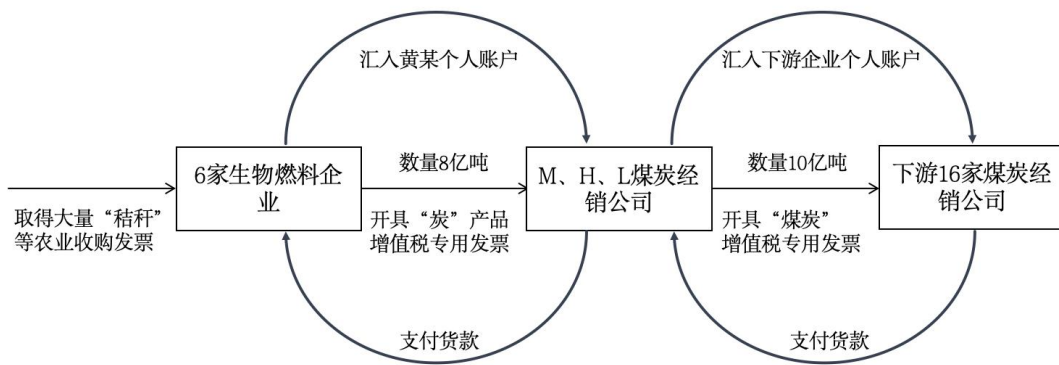 汇入黄某个人账户
汇入下游企业个人账户
6家生物燃料企
业
数量8亿吨
M、H、L煤炭经
销公司
数量10亿吨
下游16家煤炭经
销公司
取得大量“秸秆”
等农业收购发票
开具“炭”产品
增值税专用发票
开具“煤炭”
增值税专用发票
支付货款
支付货款